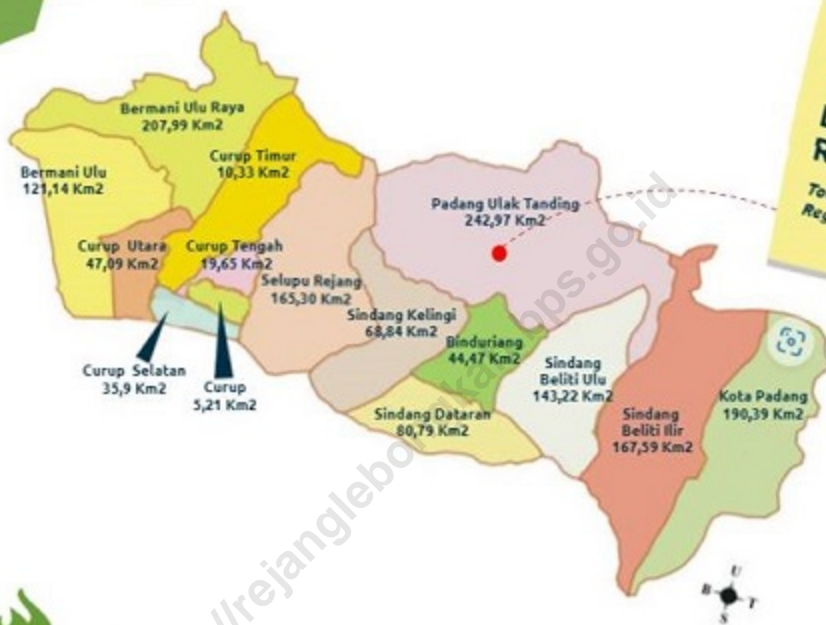 Bermani Ulu Raya
207,99 Km2
Curup Timur
10,33 Km2
Bermani Ulu
121,14 Km2
Padang Ulak Tanding
242,97 Km2
Curup Utara
47,09 Km2
Curup Tengah
19,65 Km2
Selupu Rejang
165,30 Km2
Sindang Kelingi
68,84 Km2
Binduriang
44,47 Km2
Sindang
Beliti Ulu
143,22 Km2
Curup Selatan
35,9 Km2
Curup
5,21 Km2
Sindang Dataran
80,79 Km2
Sindang
Beliti Ilir
167,59 Km2
Kota Padang
190,39 Km2
U
B
T
S